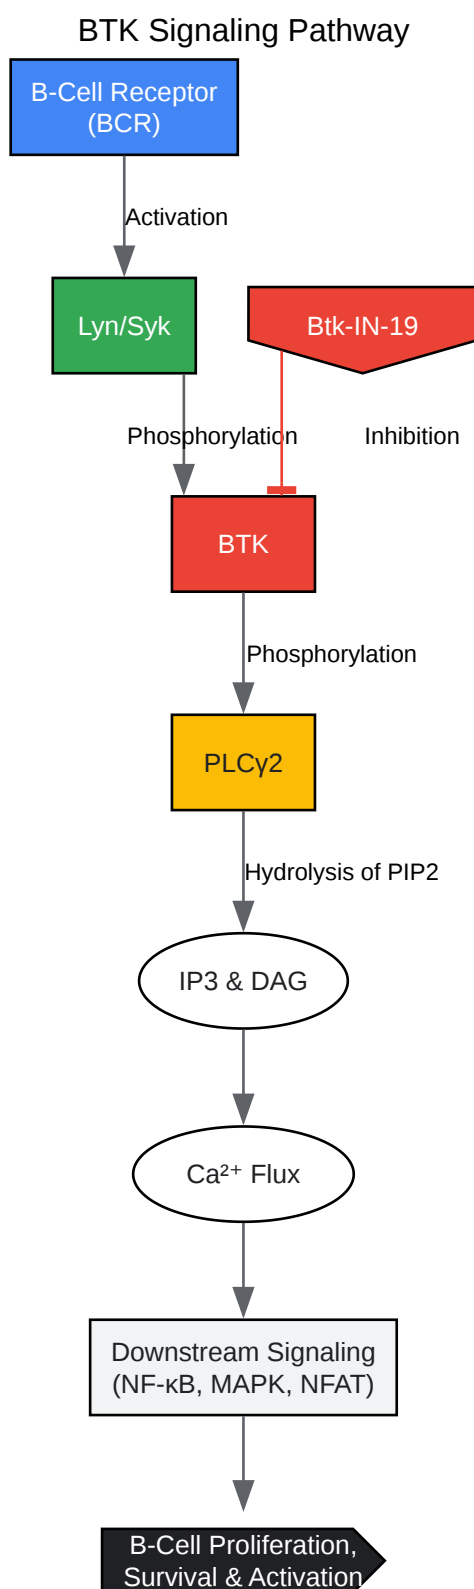 BTK Signaling Pathway
B-Cell Receptor
(BCR)
Activation
Lyn/Syk
Btk-IN-19
Phosphorylation
Inhibition
BTK
Phosphorylation
PLCγ2
Hydrolysis of PIP2
IP3 & DAG
Ca²⁺ Flux
Downstream Signaling
(NF-κB, MAPK, NFAT)
B-Cell Proliferation,
Survival & Activation